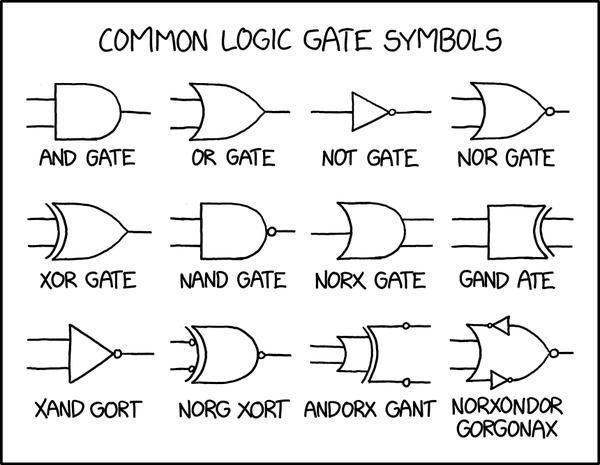 COMMON LOGIC GATE SYMBOLS
AND GATE
OR GATE
NOT GATE
NOR GATE
XOR GATE
NAND GATE
NORX GATE
GAND ATE
XAND GORT
NORG XORT
ANDORX GANT
NORXONDOR
GORGONAX